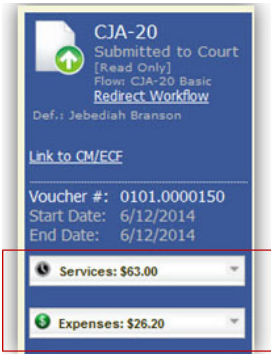 CJA-20
Submitted to Court
[Read Only]
Flow: CJA-20 Basic
Redirect Workflow
Def.: Jebediah Branson
Link to CM/ECF
Voucher #: 0101.0000150
Start Date: 6/12/2014
End Date: 6/12/2014
Services: $63.00
Expenses: $26.20